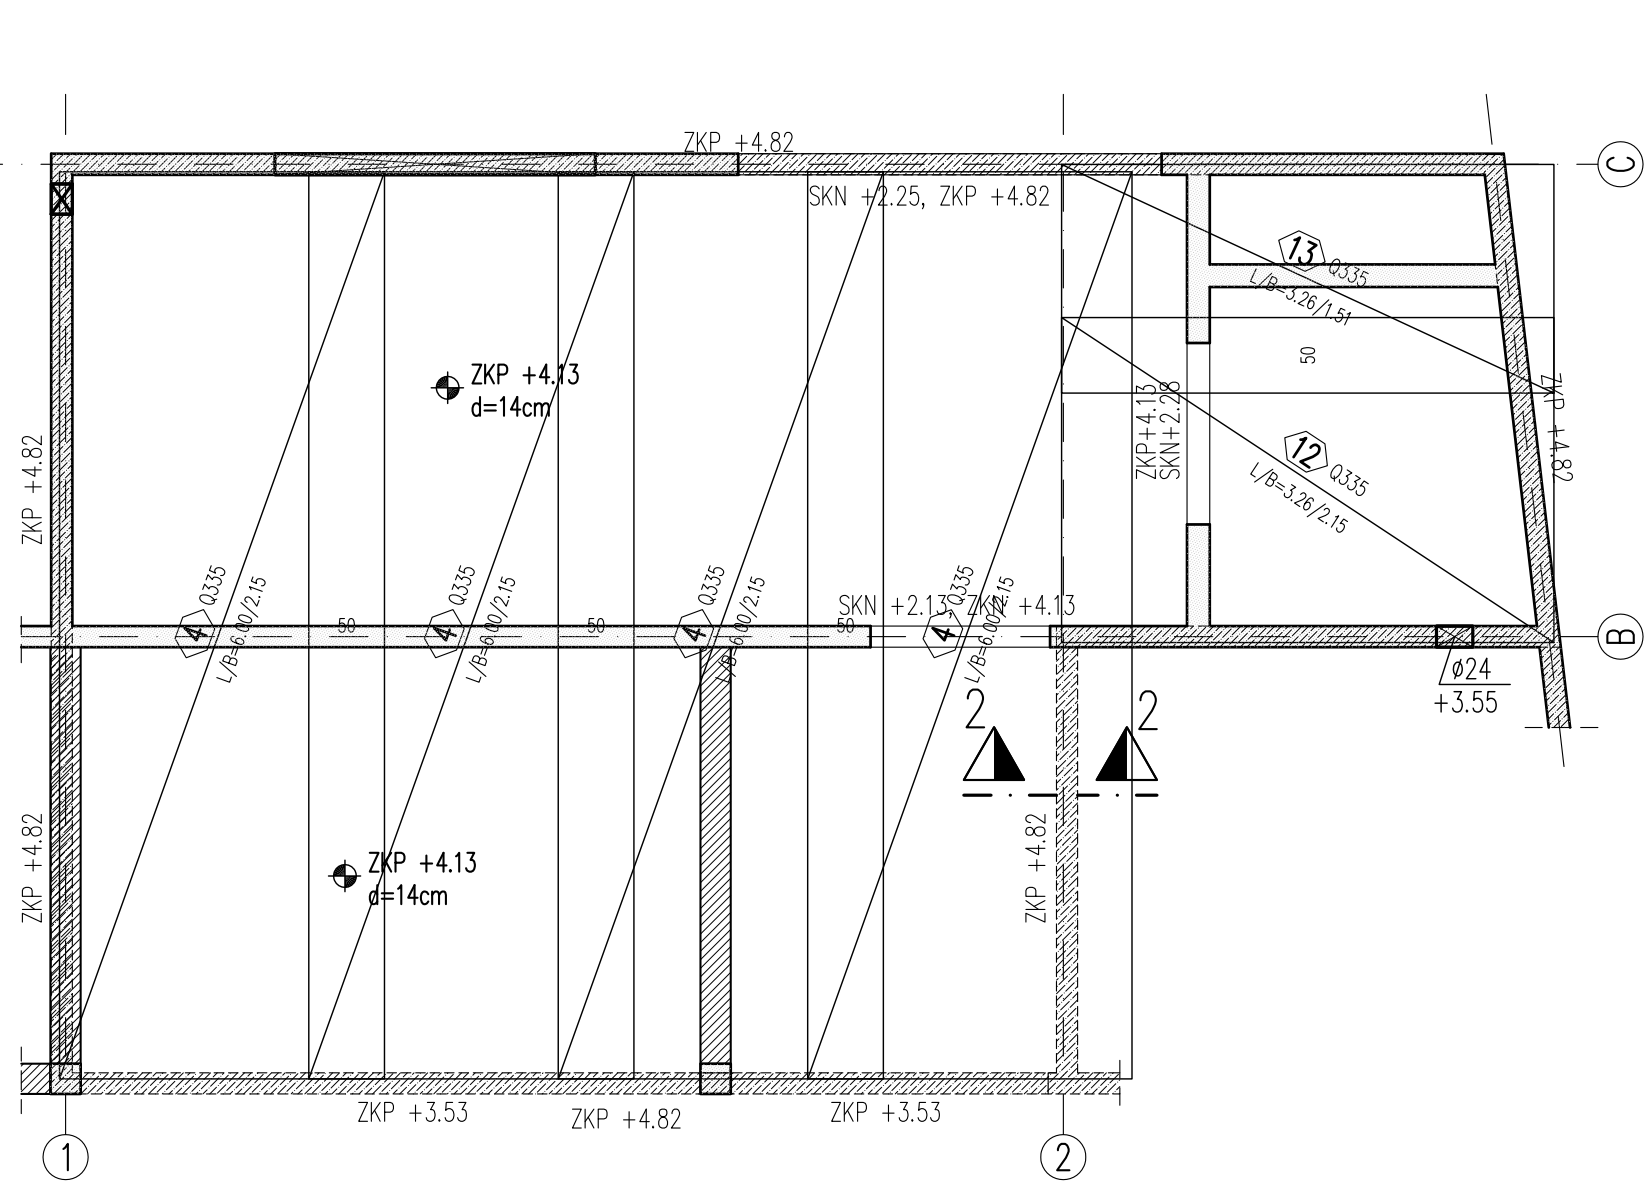 ZKP +4.82
C
SKN +2.25, ZKP +4.82
13 Q335
L/B=3.26/1.51
50
ZKP +4.13
d=14cm
ZKP+4.13
SKN+2.28
ZKP +4.82
ZKP +4.82
12 Q335
L/B=3.26/2.15
4 Q335
L/B=6.00/2.15
50
4 Q335
L/B=6.00/2.15
50
4 Q335
L/B=6.00/2.15
50
4 Q335
L/B=6.00/2.15
SKN +2.13, ZKN +4.13
B
ø24
+3.55
2 2
ZKP +4.82
ZKP +4.13
d=14cm
ZKP +4.82
ZKP +3.53
ZKP +4.82
ZKP +3.53
1
2